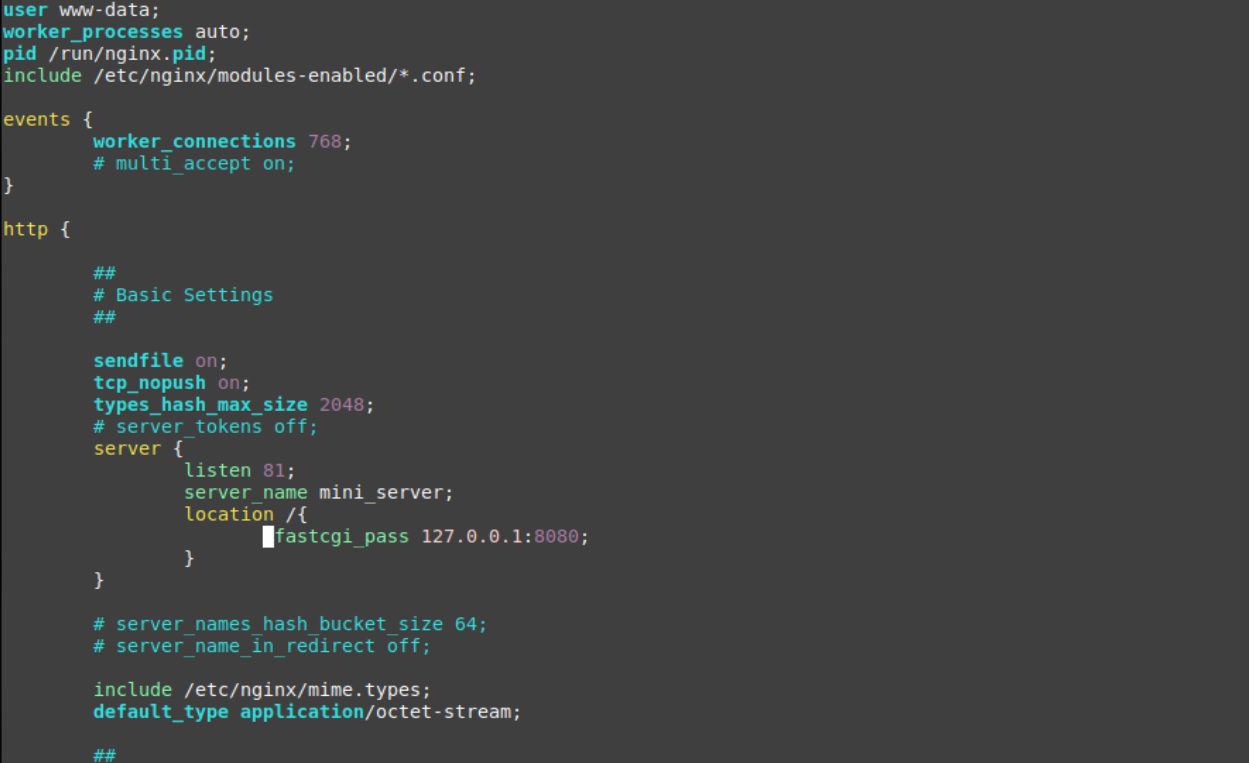 user www-data;
worker_processes auto;
pid /run/nginx.pid;
include /etc/nginx/modules-enabled/*.conf;
events {
worker_connections 768;
# multi_accept on;
}
http {
##
# Basic Settings
##
sendfile on;
tcp_nopush on;
types_hash_max_size 2048;
# server_tokens off;
server {
listen 81;
server_name mini_server;
location /{
fastcgi_pass 127.0.0.1:8080;
}
}
# server_names_hash_bucket_size 64;
# server_name_in_redirect off;
include /etc/nginx/mime.types;
default_type application/octet-stream;
##